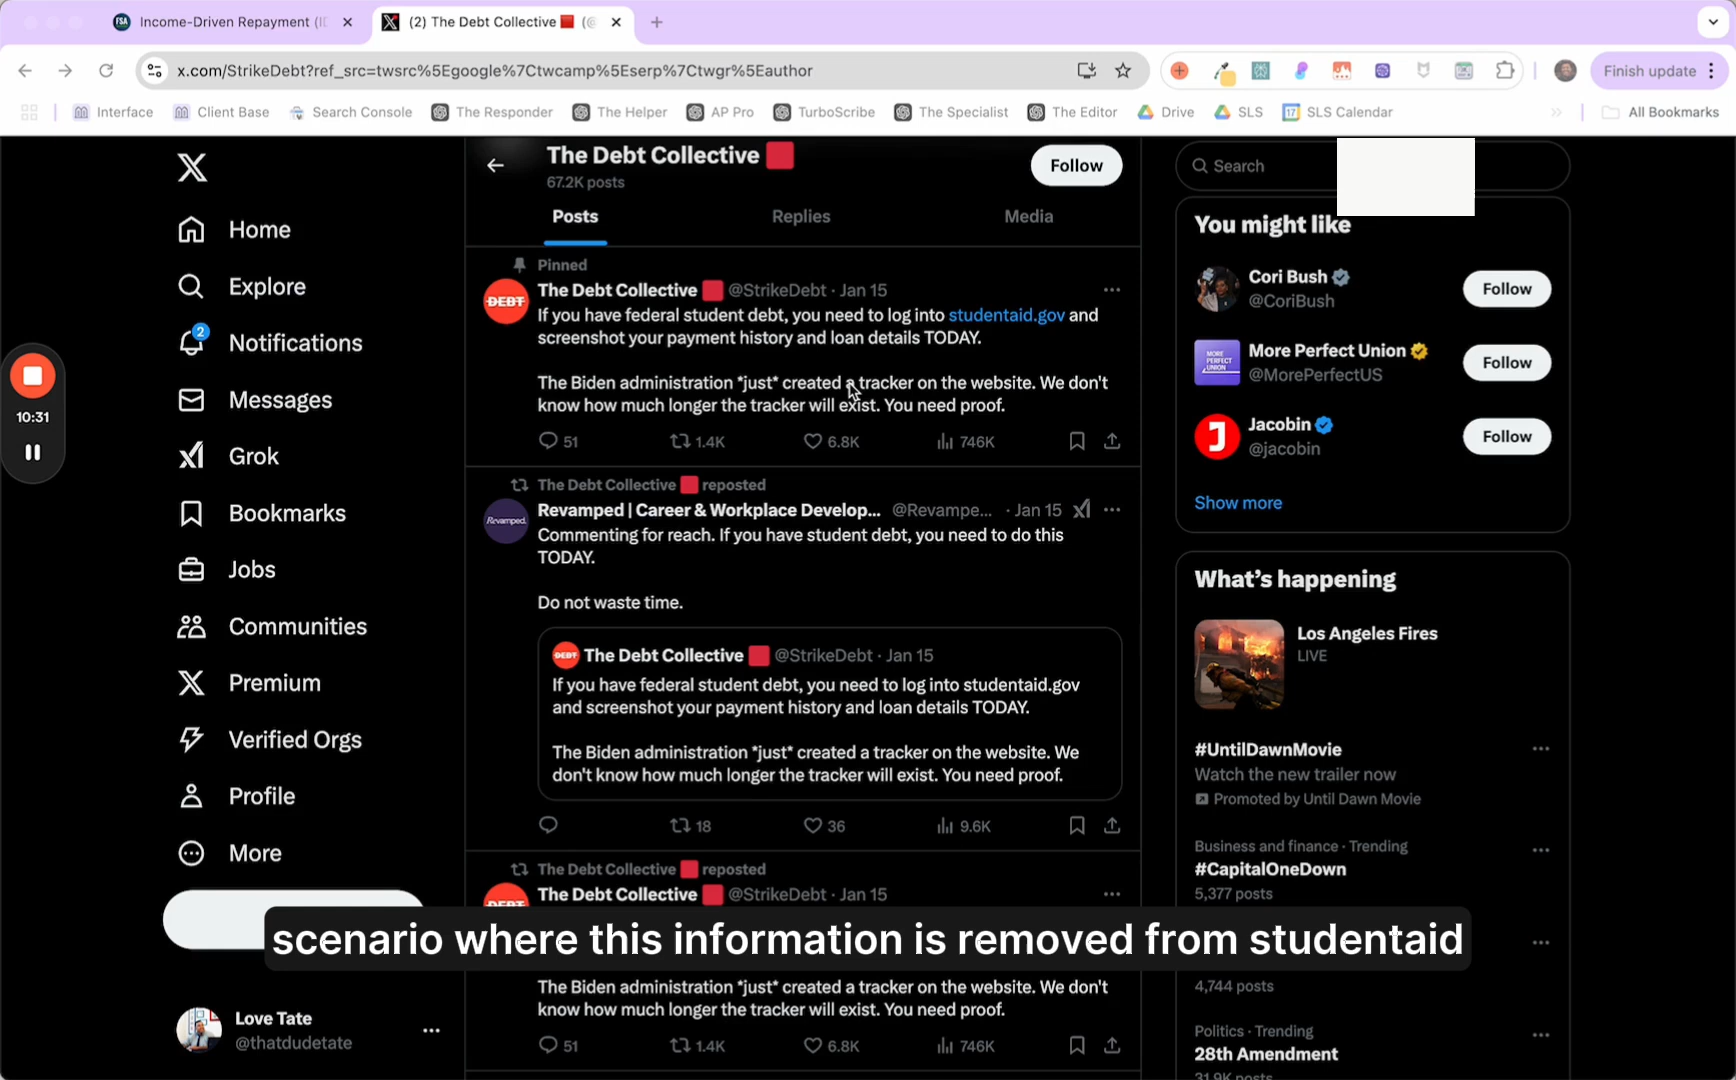 Income-Driven Repayment (I
(2) The Debt Collective
x.com/StrikeDebt?ref_src=twsrc%5Egoogle%7Ctwcamp%5Eserp%7Ctwgr%5Eauthor
Finish update
Interface
Client Base
Search Console
The Responder
The Helper
AP Pro
TurboScribe
The Specialist
The Editor
Drive
SLS
SLS Calendar
All Bookmarks
10:31
Home
Explore
2
Notifications
Messages
Grok
Bookmarks
Jobs
Communities
Premium
Verified Orgs
Profile
More
Love Tate
@thatdudetate
The Debt Collective
67.2K posts
Follow
Posts Replies Media
Pinned
DEBT
The Debt Collective @StrikeDebt · Jan 15
If you have federal student debt, you need to log into studentaid.gov and
screenshot your payment history and loan details TODAY.
The Biden administration *just* created a tracker on the website. We don't
know how much longer the tracker will exist. You need proof.
51 1.4K 6.8K 746K
The Debt Collective reposted
Revamped.
Revamped | Career & Workplace Develop... @Revampe... · Jan 15
Commenting for reach. If you have student debt, you need to do this
TODAY.
Do not waste time.
DEBT The Debt Collective @StrikeDebt · Jan 15
If you have federal student debt, you need to log into studentaid.gov
and screenshot your payment history and loan details TODAY.
The Biden administration *just* created a tracker on the website. We
don't know how much longer the tracker will exist. You need proof.
18 36 9.6K
The Debt Collective reposted
The Debt Collective @StrikeDebt · Jan 15
scenario where this information is removed from studentaid
The Biden administration *just* created a tracker on the website. We don't
know how much longer the tracker will exist. You need proof.
51 1.4K 6.8K 746K
Search
You might like
Cori Bush
@CoriBush
Follow
MORE PERFECT UNION
More Perfect Union
@MorePerfectUS
Follow
Jacobin
@jacobin
Follow
Show more
What's happening
Los Angeles Fires
LIVE
#UntilDawnMovie
Watch the new trailer now
Promoted by Until Dawn Movie
Business and finance · Trending
#CapitalOneDown
5,377 posts
4,744 posts
Politics · Trending
28th Amendment
31.9K posts